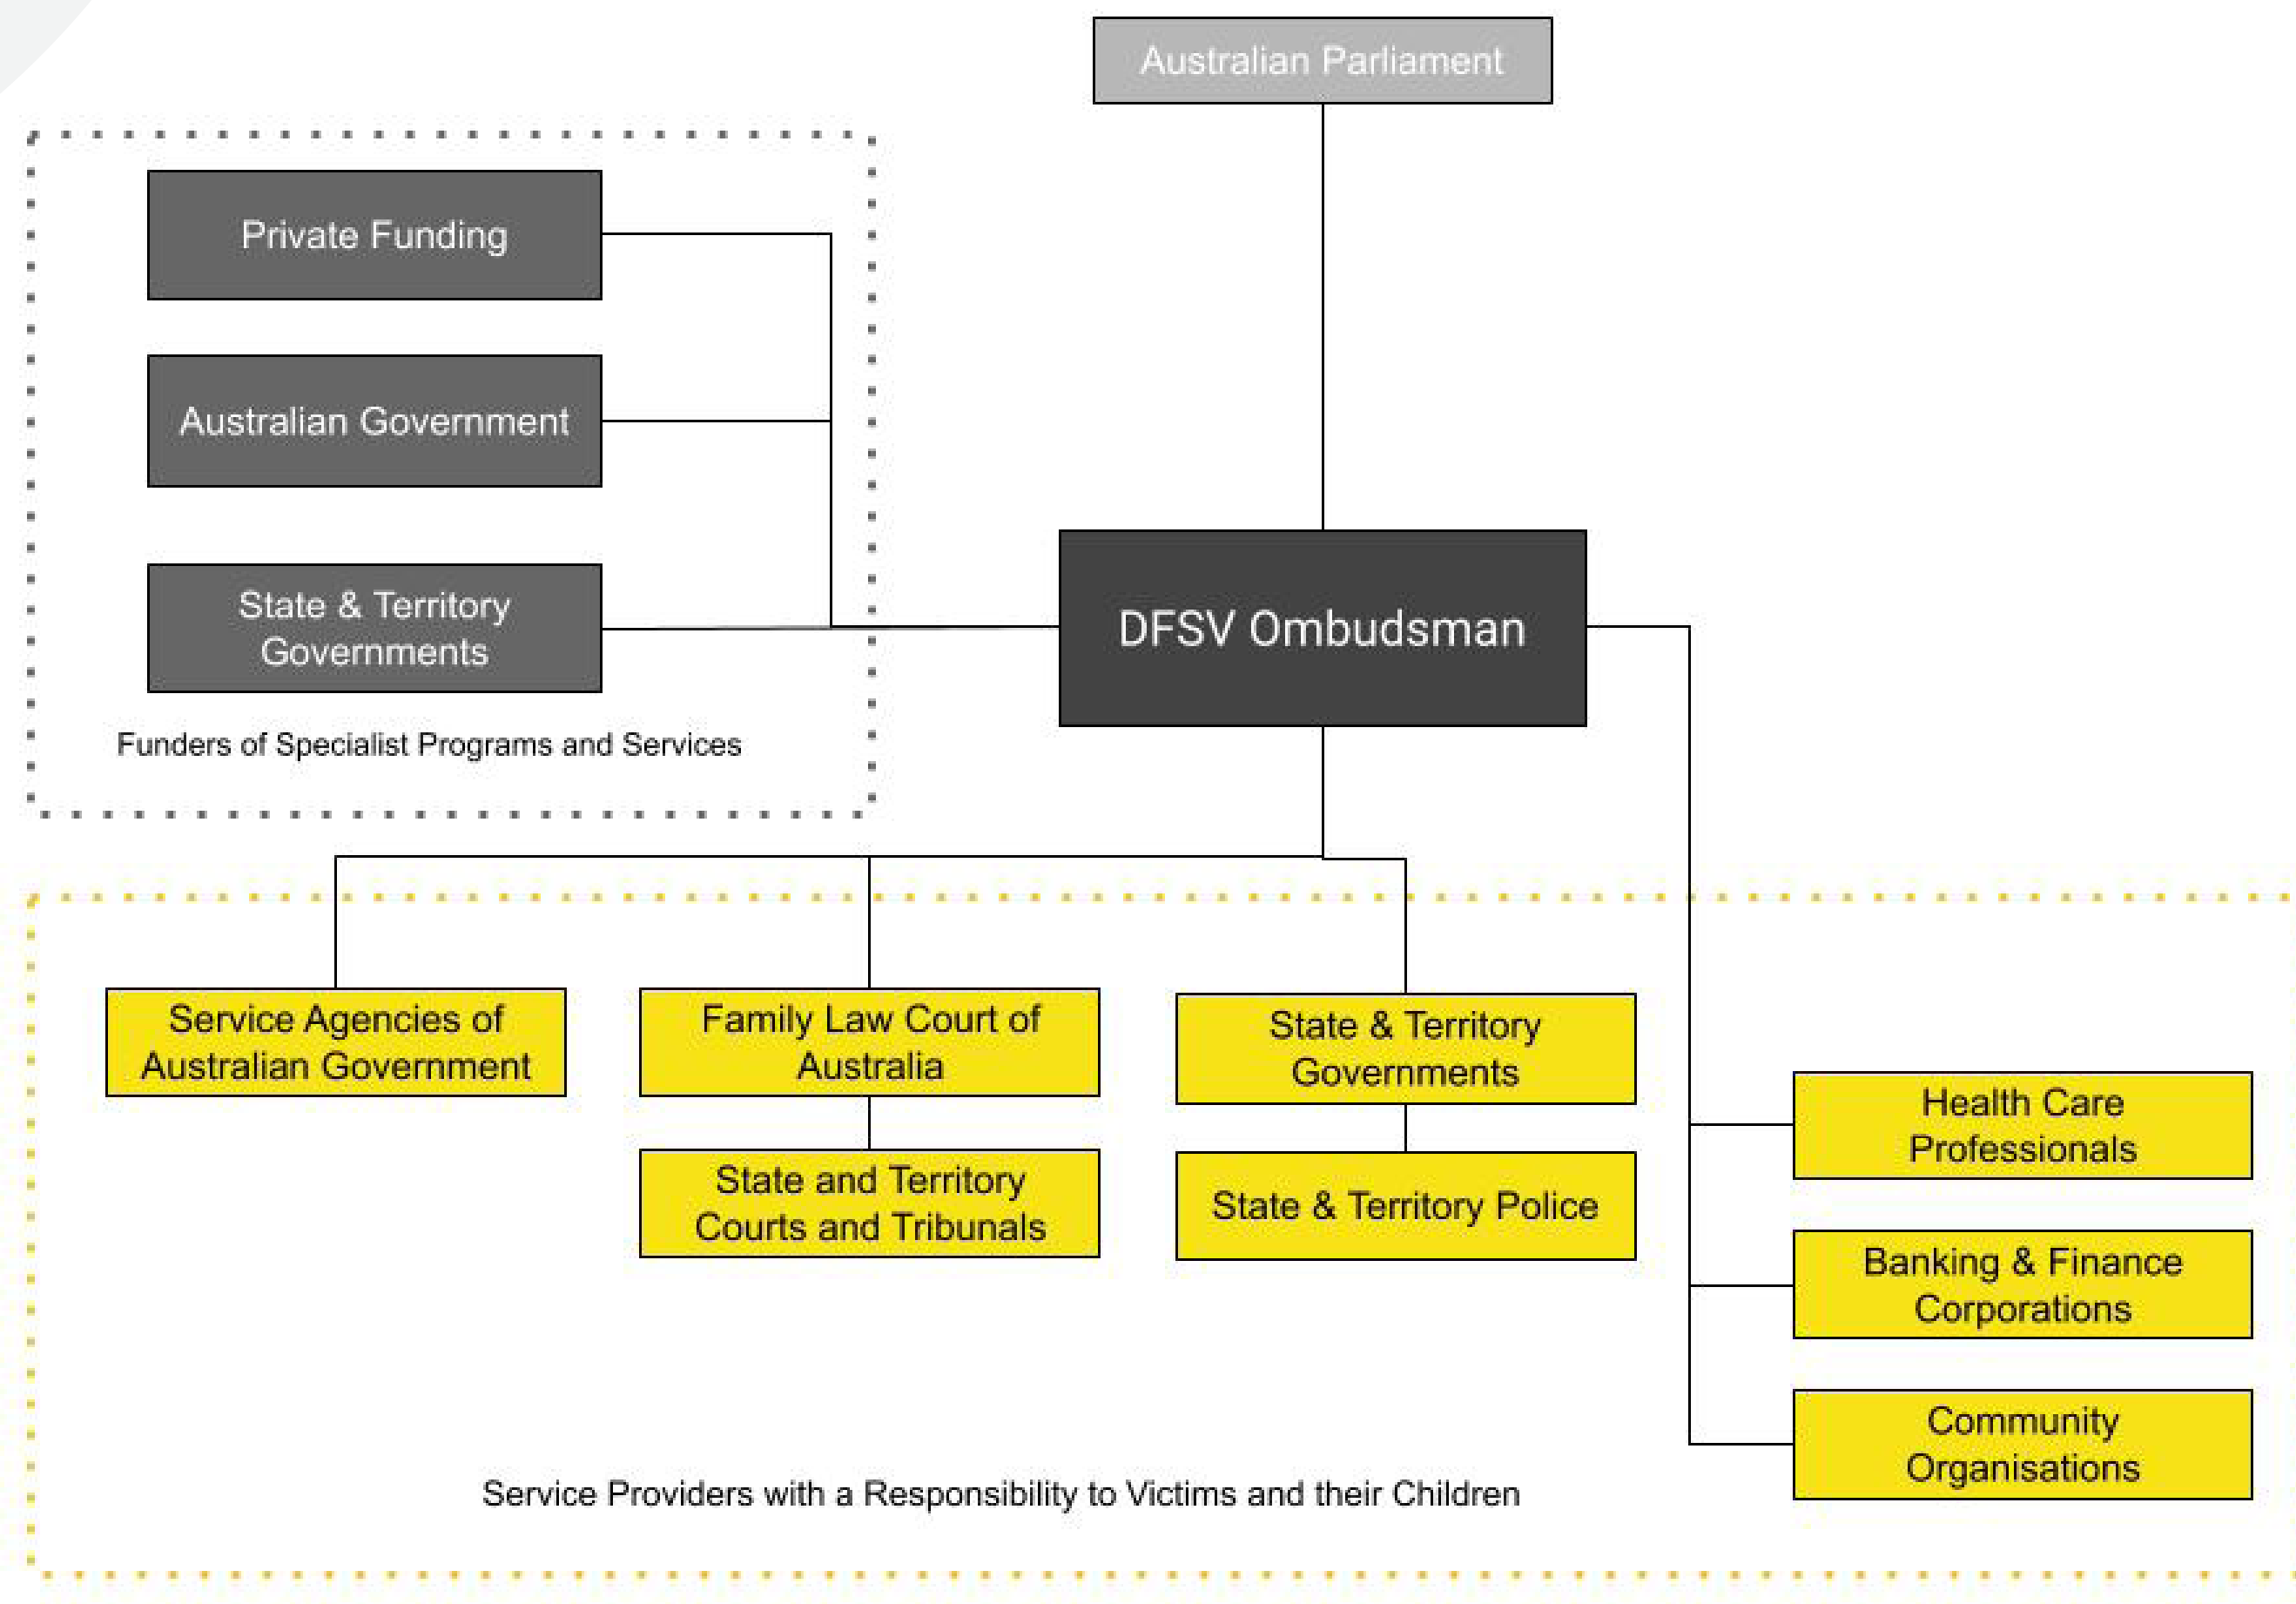 Australian Parliament
Private Funding
Australian Government
State & Territory
Governments
Funders of Specialist Programs and Services
DFSV Ombudsman
Service Agencies of
Australian Government
Family Law Court of
Australia
State and Territory
Courts and Tribunals
State & Territory
Governments
State & Territory Police
Health Care
Professionals
Banking & Finance
Corporations
Community
Organisations
Service Providers with a Responsibility to Victims and their Children